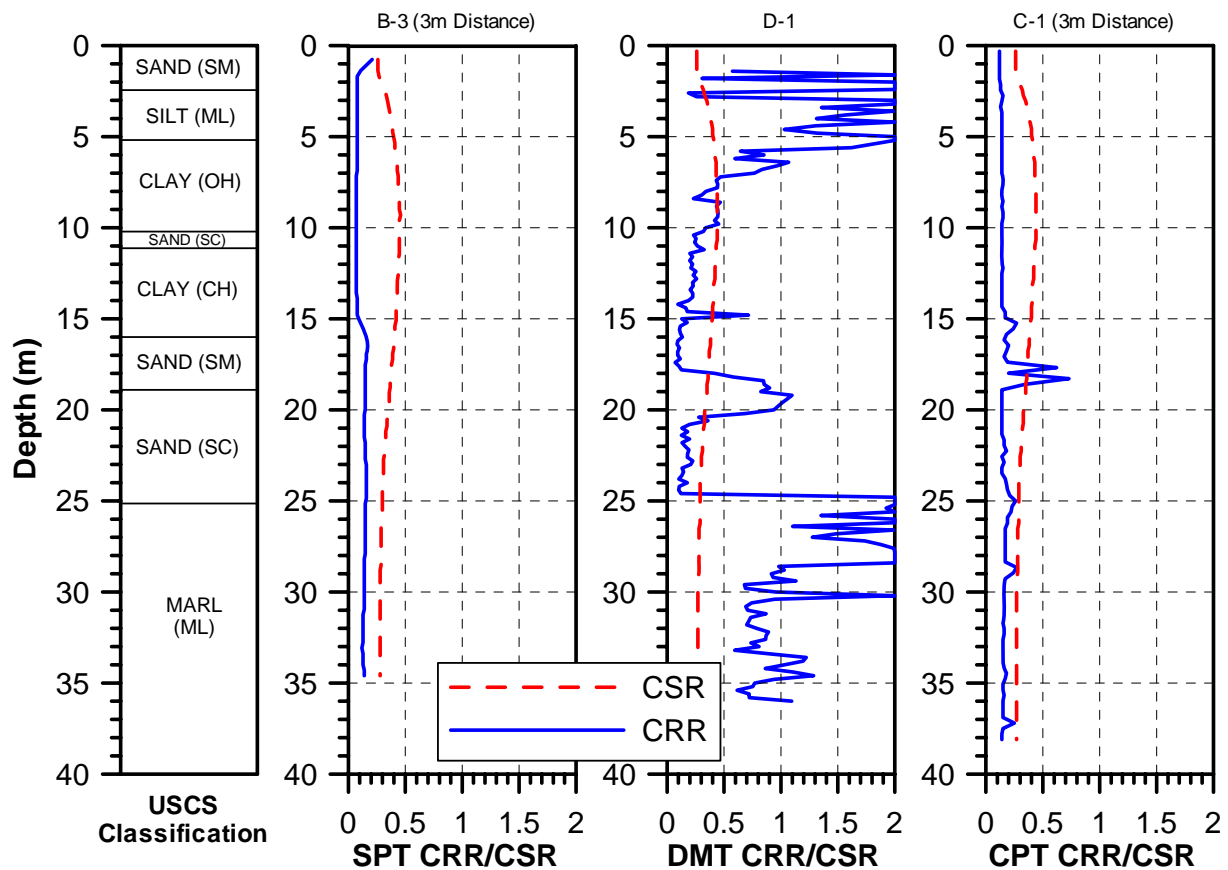 B-3 (3m Distance)
D-1
C-1 (3m Distance)
Depth (m)
0
5
10
15
20
25
30
35
40
SAND (SM)
SILT (ML)
CLAY (OH)
SAND (SC)
CLAY (CH)
SAND (SM)
SAND (SC)
MARL
(ML)
USCS
Classification
0
5
10
15
20
25
30
35
40
0 0.5 1 1.5 2
SPT CRR/CSR
0
5
10
15
20
25
30
35
40
0 0.5 1 1.5 2
DMT CRR/CSR
0
5
10
15
20
25
30
35
40
0 0.5 1 1.5 2
CPT CRR/CSR
CSR
CRR